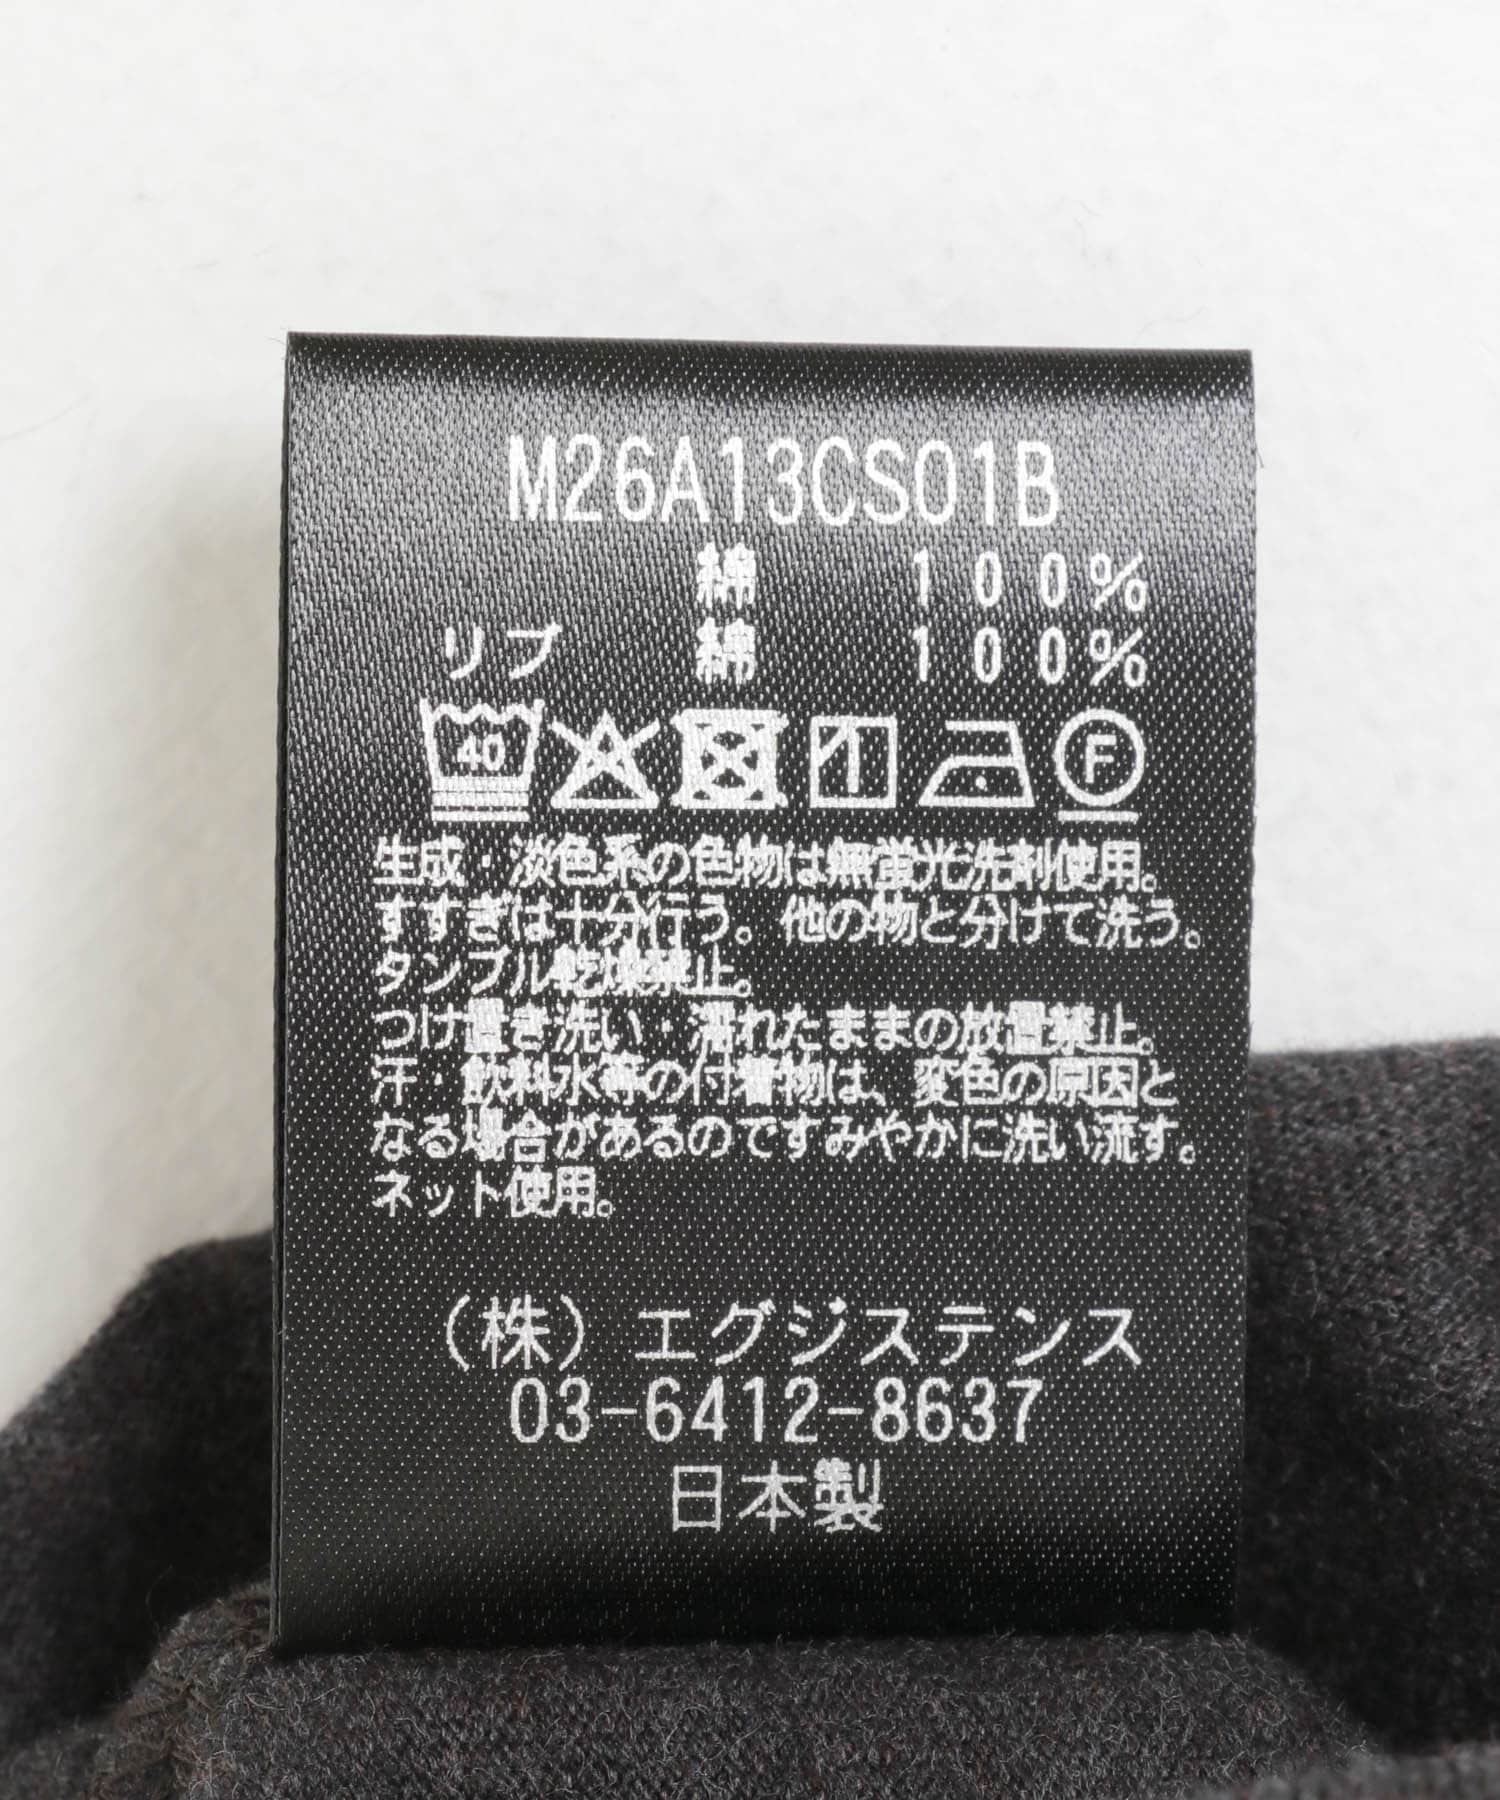 M26A13CS01B
綿 100%
リブ 綿 100%
40 F
生成・淡色系の色物は無蛍光洗剤使用。
すすぎは十分行う。他の物と分けて洗う。
タンブル乾燥禁止。
つけ置き洗い・濡れたままの放置禁止。
汗・飲料水等の付着物は、変色の原因と
なる場合があるのですみやかに洗い流す。
ネット使用。
(株)エグジステンス
03-6412-8637
日本製